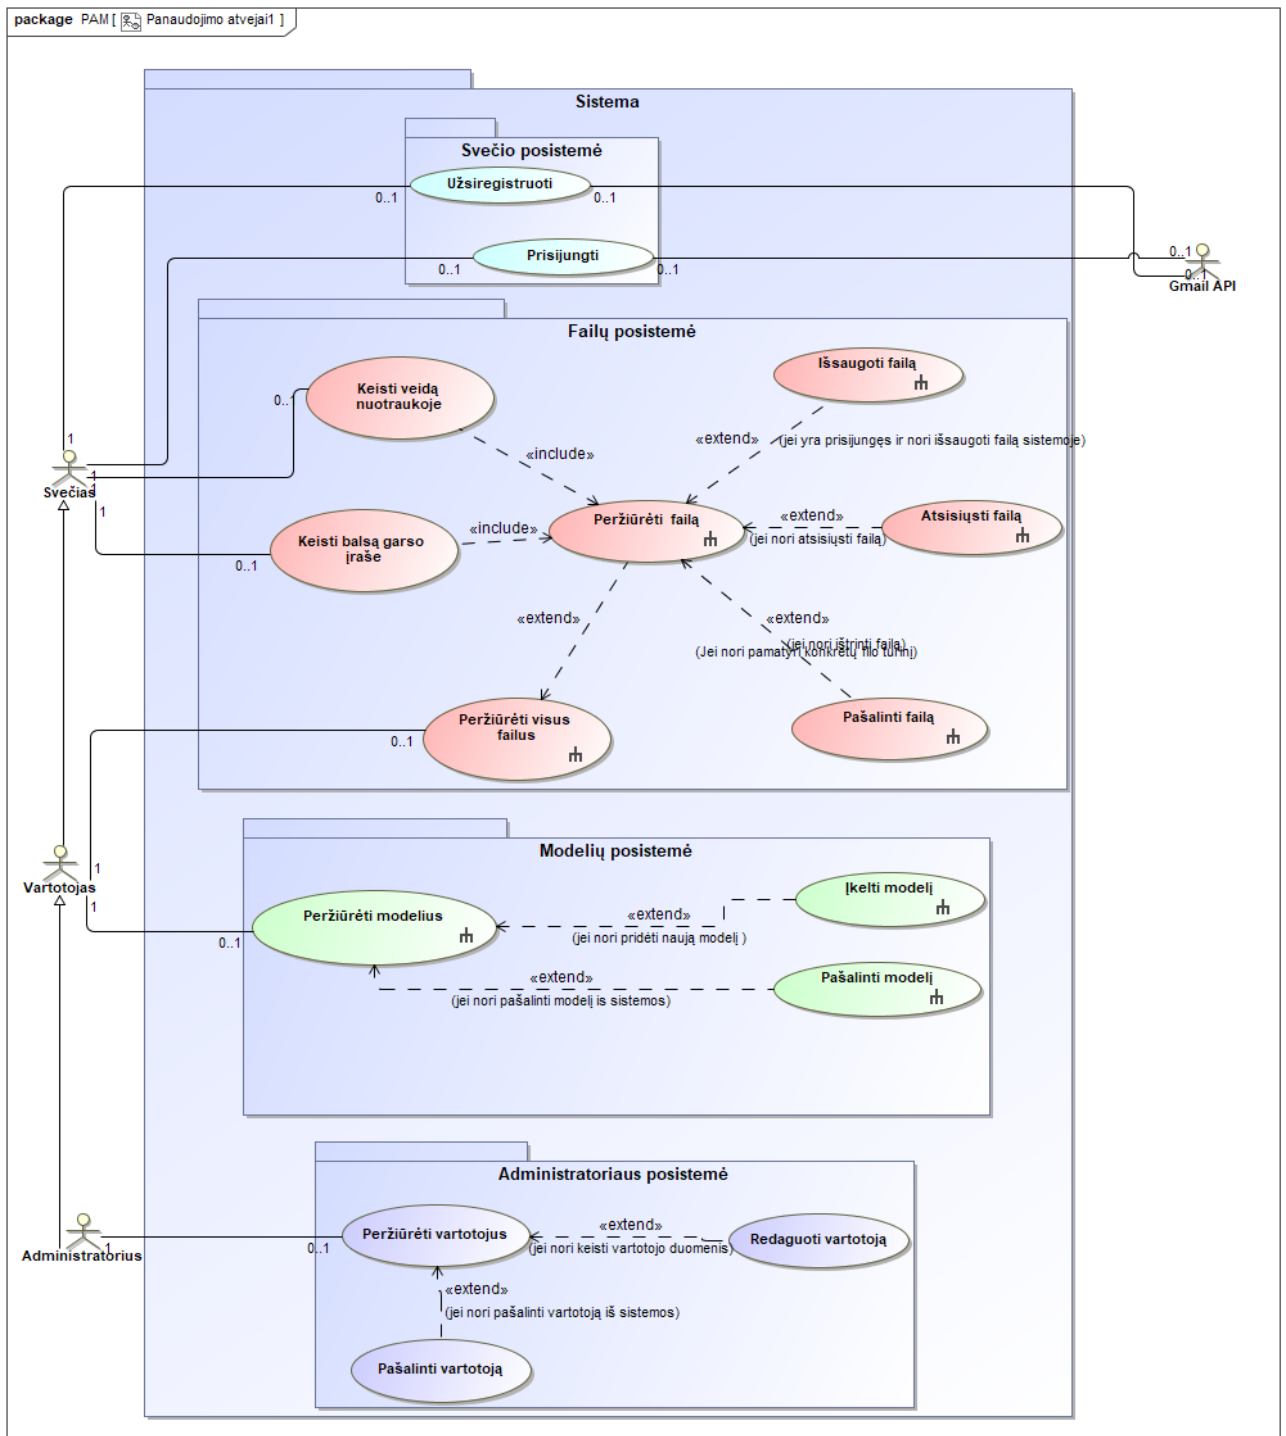 package PAM [ Panaudojimo atvejai1 ]
Sistema
Svečio posistemė
Užsiregistruoti
0..1
0..1
Prisijungti
0..1
0..1
0..1
0..1
Gmail API
Failų posistemė
Išsaugoti failą
Keisti veidą
nuotraukoje
0..1
«extend»
(jei yra prisijungęs ir nori išsaugoti failą sistemoje)
«include»
1
Svečias
1
1
1
Peržiūrėti failą
«extend»
(jei nori atsisiųsti failą)
Atsisiųsti failą
«include»
Keisti balsą garso
įraše
0..1
«extend»
«extend»
(jei nori ištrinti failą)
(Jei nori pamatyri konkretų filo turinį)
Peržiūrėti visus
failus
0..1
Pašalinti failą
Modelių posistemė
1
Vartotojas
1
Įkelti modelį
Peržiūrėti modelius
0..1
«extend»
(jei nori pridėti naują modelį )
«extend»
(jei nori pašalinti modelį is sistemos)
Pašalinti modelį
Administratoriaus posistemė
Peržiūrėti vartotojus
«extend»
(jei nori keisti vartotojo duomenis)
Redaguoti vartotoją
1
0..1
Administratorius
«extend»
(jei nori pašalinti vartotoją iš sistemos)
Pašalinti vartotoją